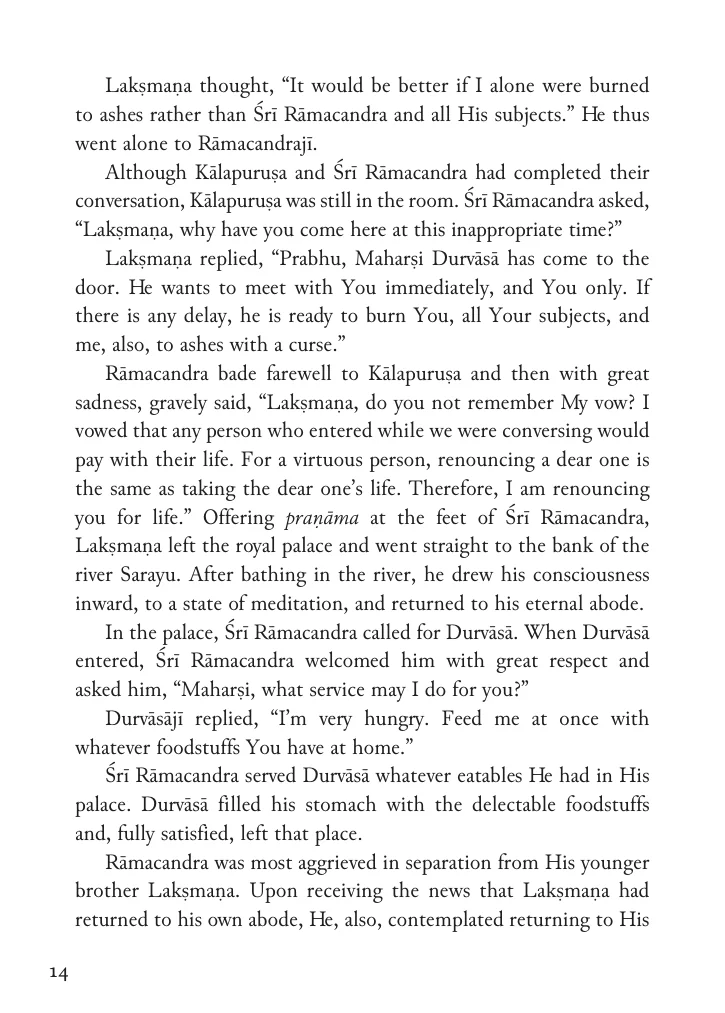 Lakṣmaṇa thought, “It would be better if I alone were burned
to ashes rather than Śrī Rāmacandra and all His subjects.” He thus
went alone to Rāmacandrajī.
Although Kālapuruṣa and Śrī Rāmacandra had completed their
conversation, Kālapuruṣa was still in the room. Śrī Rāmacandra asked,
“Lakṣmaṇa, why have you come here at this inappropriate time?”
Lakṣmaṇa replied, “Prabhu, Maharṣi Durvāsā has come to the
door. He wants to meet with You immediately, and You only. If
there is any delay, he is ready to burn You, all Your subjects, and
me, also, to ashes with a curse.”
Rāmacandra bade farewell to Kālapuruṣa and then with great
sadness, gravely said, “Lakṣmaṇa, do you not remember My vow? I
vowed that any person who entered while we were conversing would
pay with their life. For a virtuous person, renouncing a dear one is
the same as taking the dear one’s life. Therefore, I am renouncing
you for life.” Offering praṇāma at the feet of Śrī Rāmacandra,
Lakṣmaṇa left the royal palace and went straight to the bank of the
river Sarayu. After bathing in the river, he drew his consciousness
inward, to a state of meditation, and returned to his eternal abode.
In the palace, Śrī Rāmacandra called for Durvāsā. When Durvāsā
entered, Śrī Rāmacandra welcomed him with great respect and
asked him, “Maharṣi, what service may I do for you?”
Durvāsājī replied, “I’m very hungry. Feed me at once with
whatever foodstuffs You have at home.”
Śrī Rāmacandra served Durvāsā whatever eatables He had in His
palace. Durvāsā filled his stomach with the delectable foodstuffs
and, fully satisfied, left that place.
Rāmacandra was most aggrieved in separation from His younger
brother Lakṣmaṇa. Upon receiving the news that Lakṣmaṇa had
returned to his own abode, He, also, contemplated returning to His
14